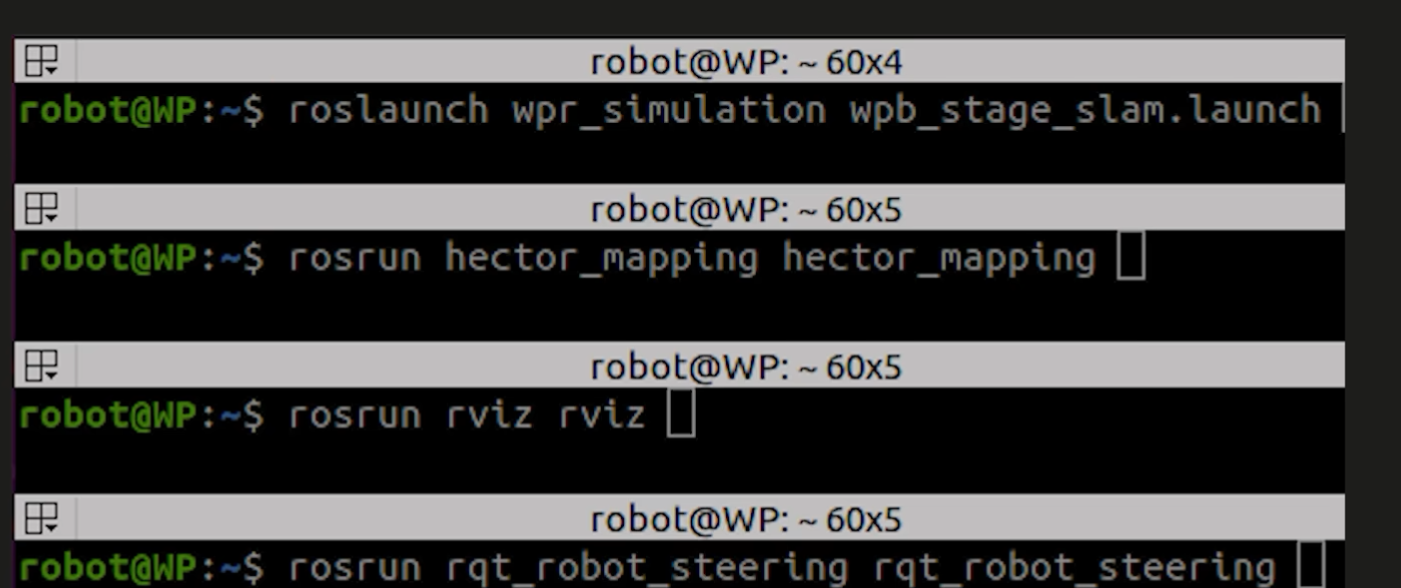 robot@WP: ~ 60x4
robot@WP:~$ roslaunch wpr_simulation wpb_stage_slam.launch
robot@WP: ~ 60x5
robot@WP:~$ rosrun hector_mapping hector_mapping
robot@WP: ~ 60x5
robot@WP:~$ rosrun rviz rviz
robot@WP: ~ 60x5
robot@WP:~$ rosrun rqt_robot_steering rqt_robot_steering